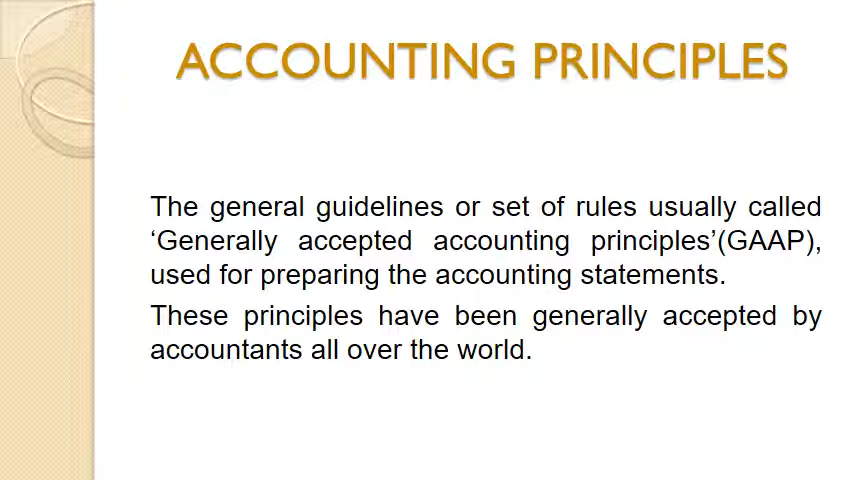 ACCOUNTING PRINCIPLES
The general guidelines or set of rules usually called
‘Generally accepted accounting principles’(GAAP),
used for preparing the accounting statements.
These principles have been generally accepted by
accountants all over the world.